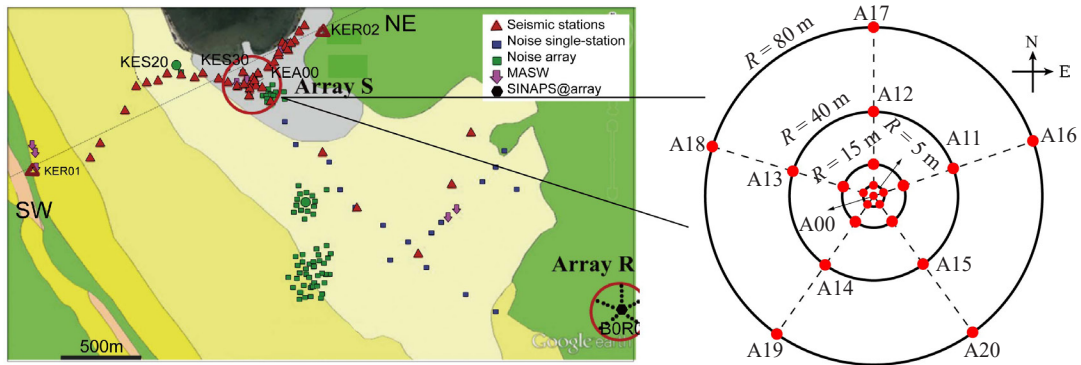 KER02
NE
KES20
KES30
KEA00
Array S
KER01
SW
Array R
B0R0
500m
Google earth
Seismic stations
Noise single-station
Noise array
MASW
SINAPS@array
A17
R = 80 m
N
E
A12
R = 40 m
R = 5 m
A11
A16
A18
R = 15 m
A13
A00
A15
A14
A19
A20